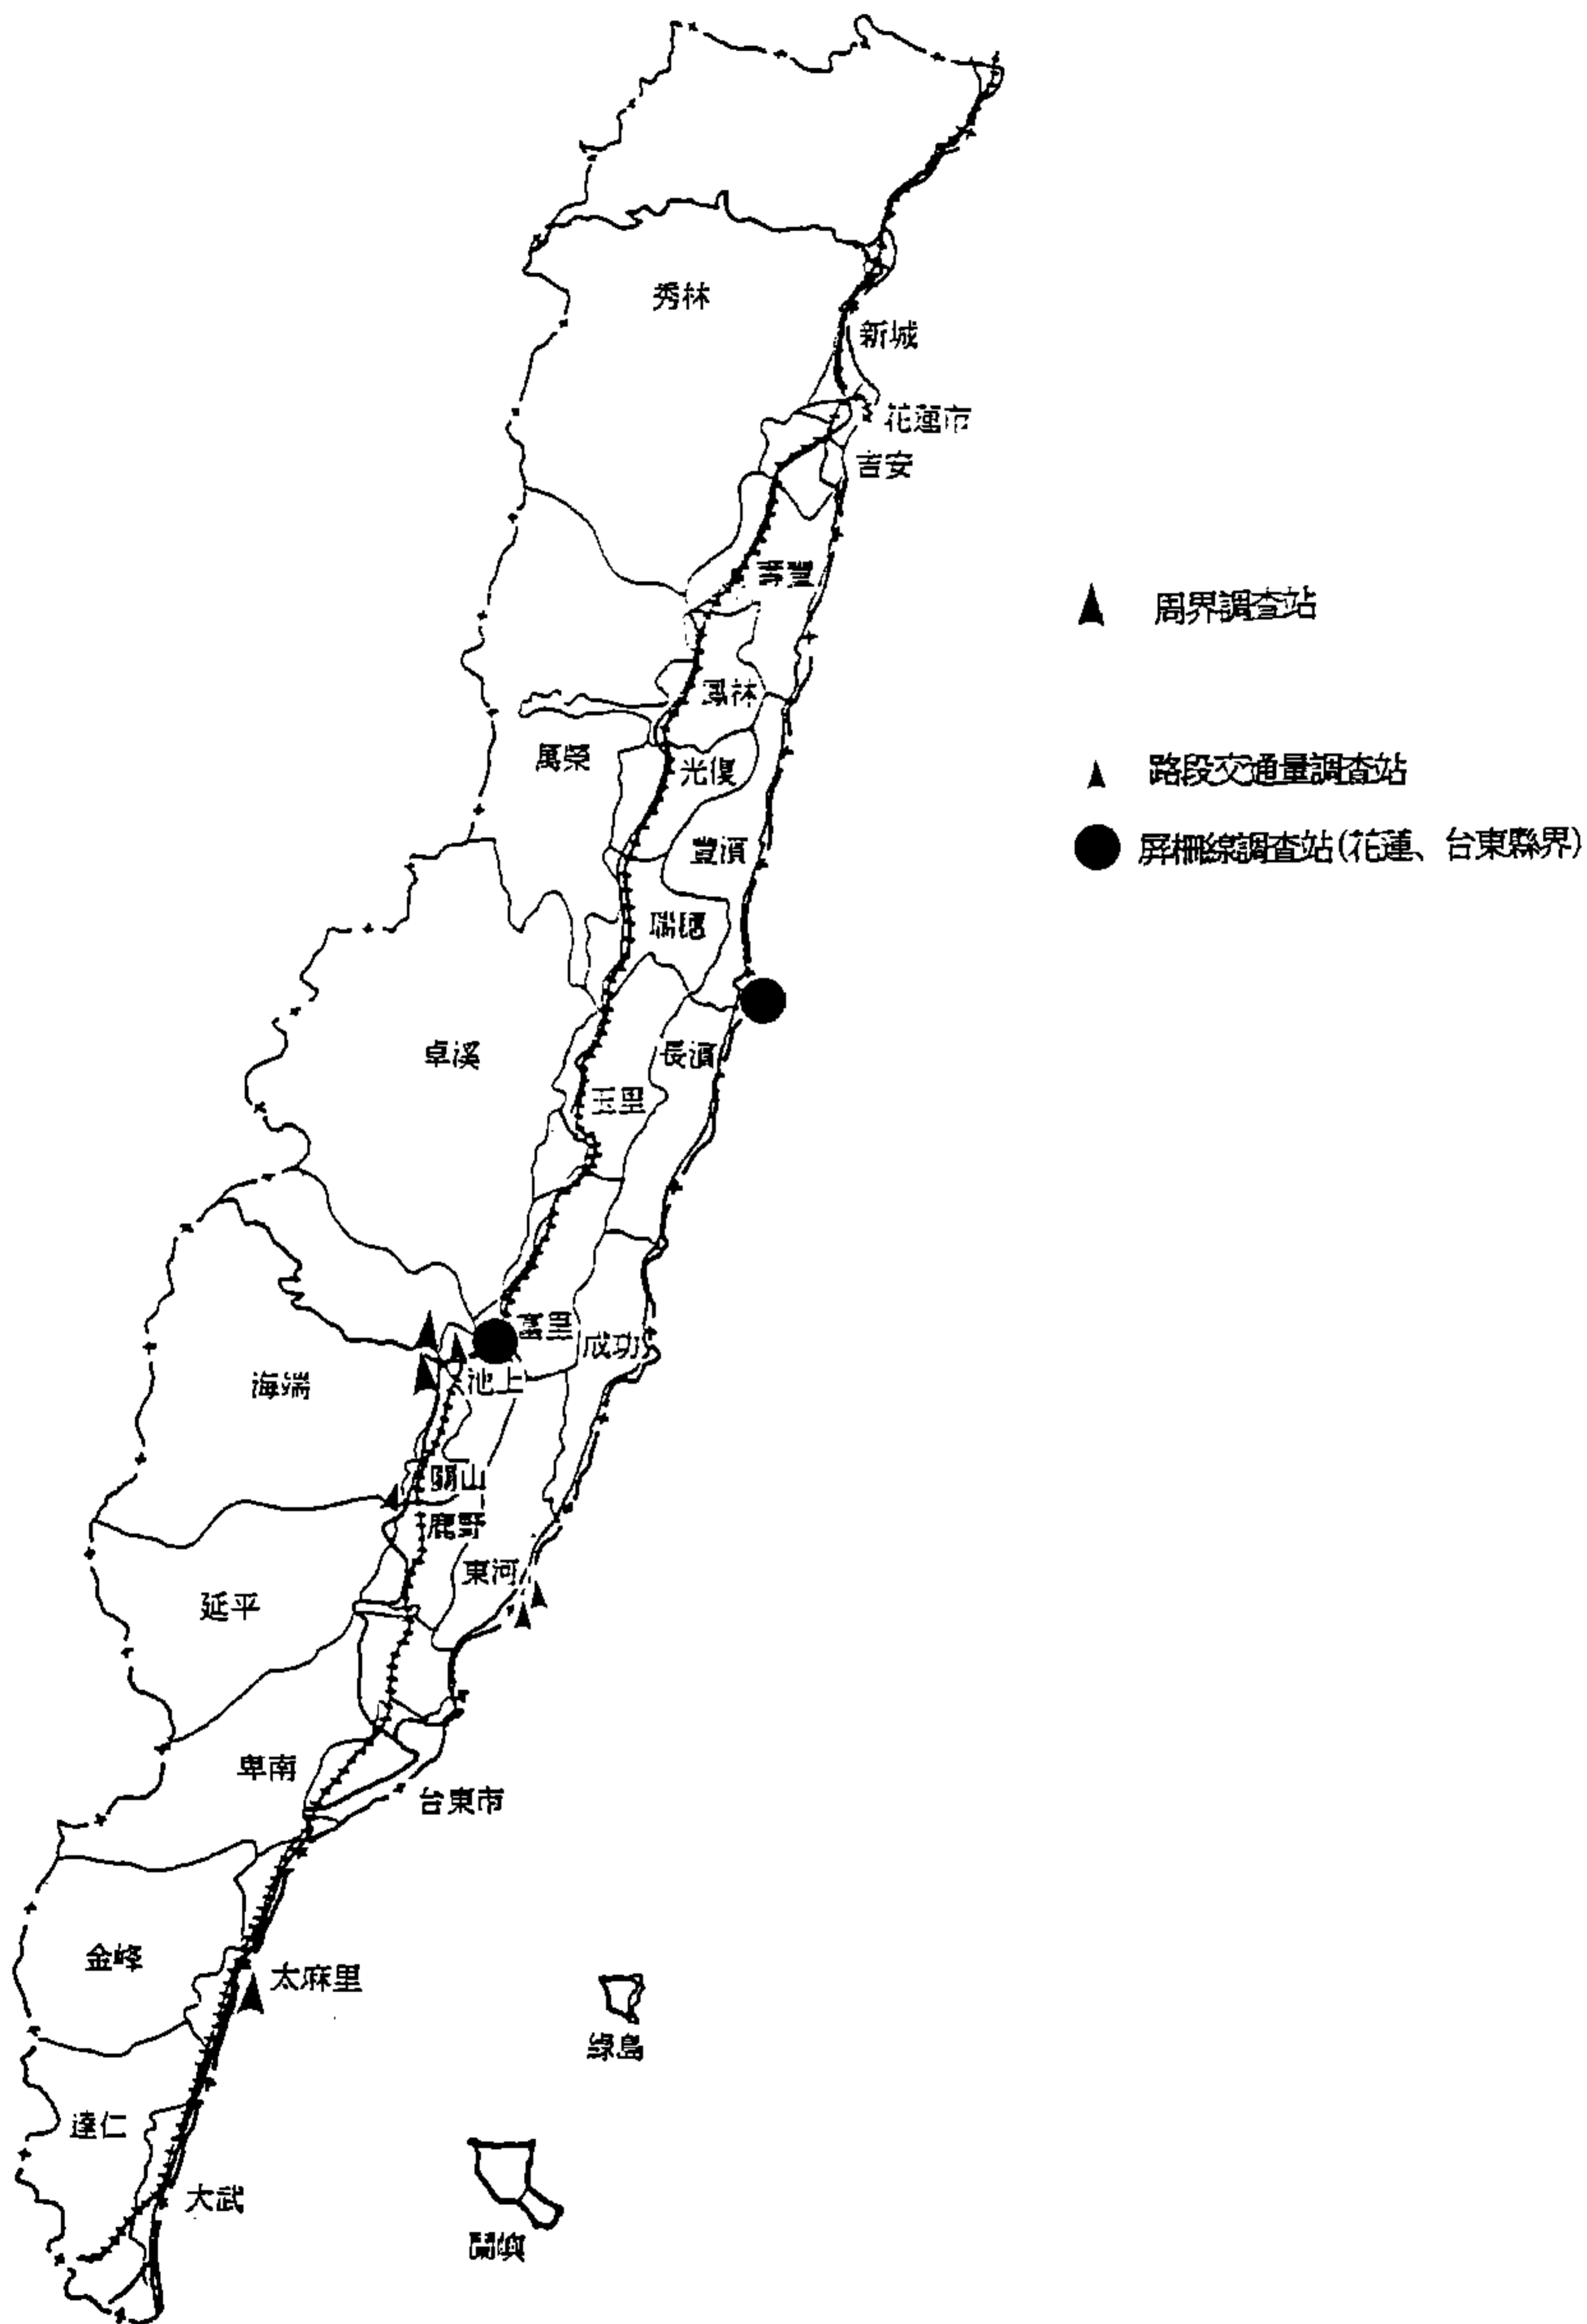 秀林
新城
花蓮市
吉安
壽豐
周界調查站
鳳林
萬榮
光復
路段交通量調查站
豐濱
屏柵線調查站(花蓮、台東縣界)
瑞穗
卓溪
長濱
玉里
富里
成功
海端
池上
關山
鹿野
東河
延平
卑南
台東市
金峰
太麻里
綠島
達仁
大武
蘭嶼